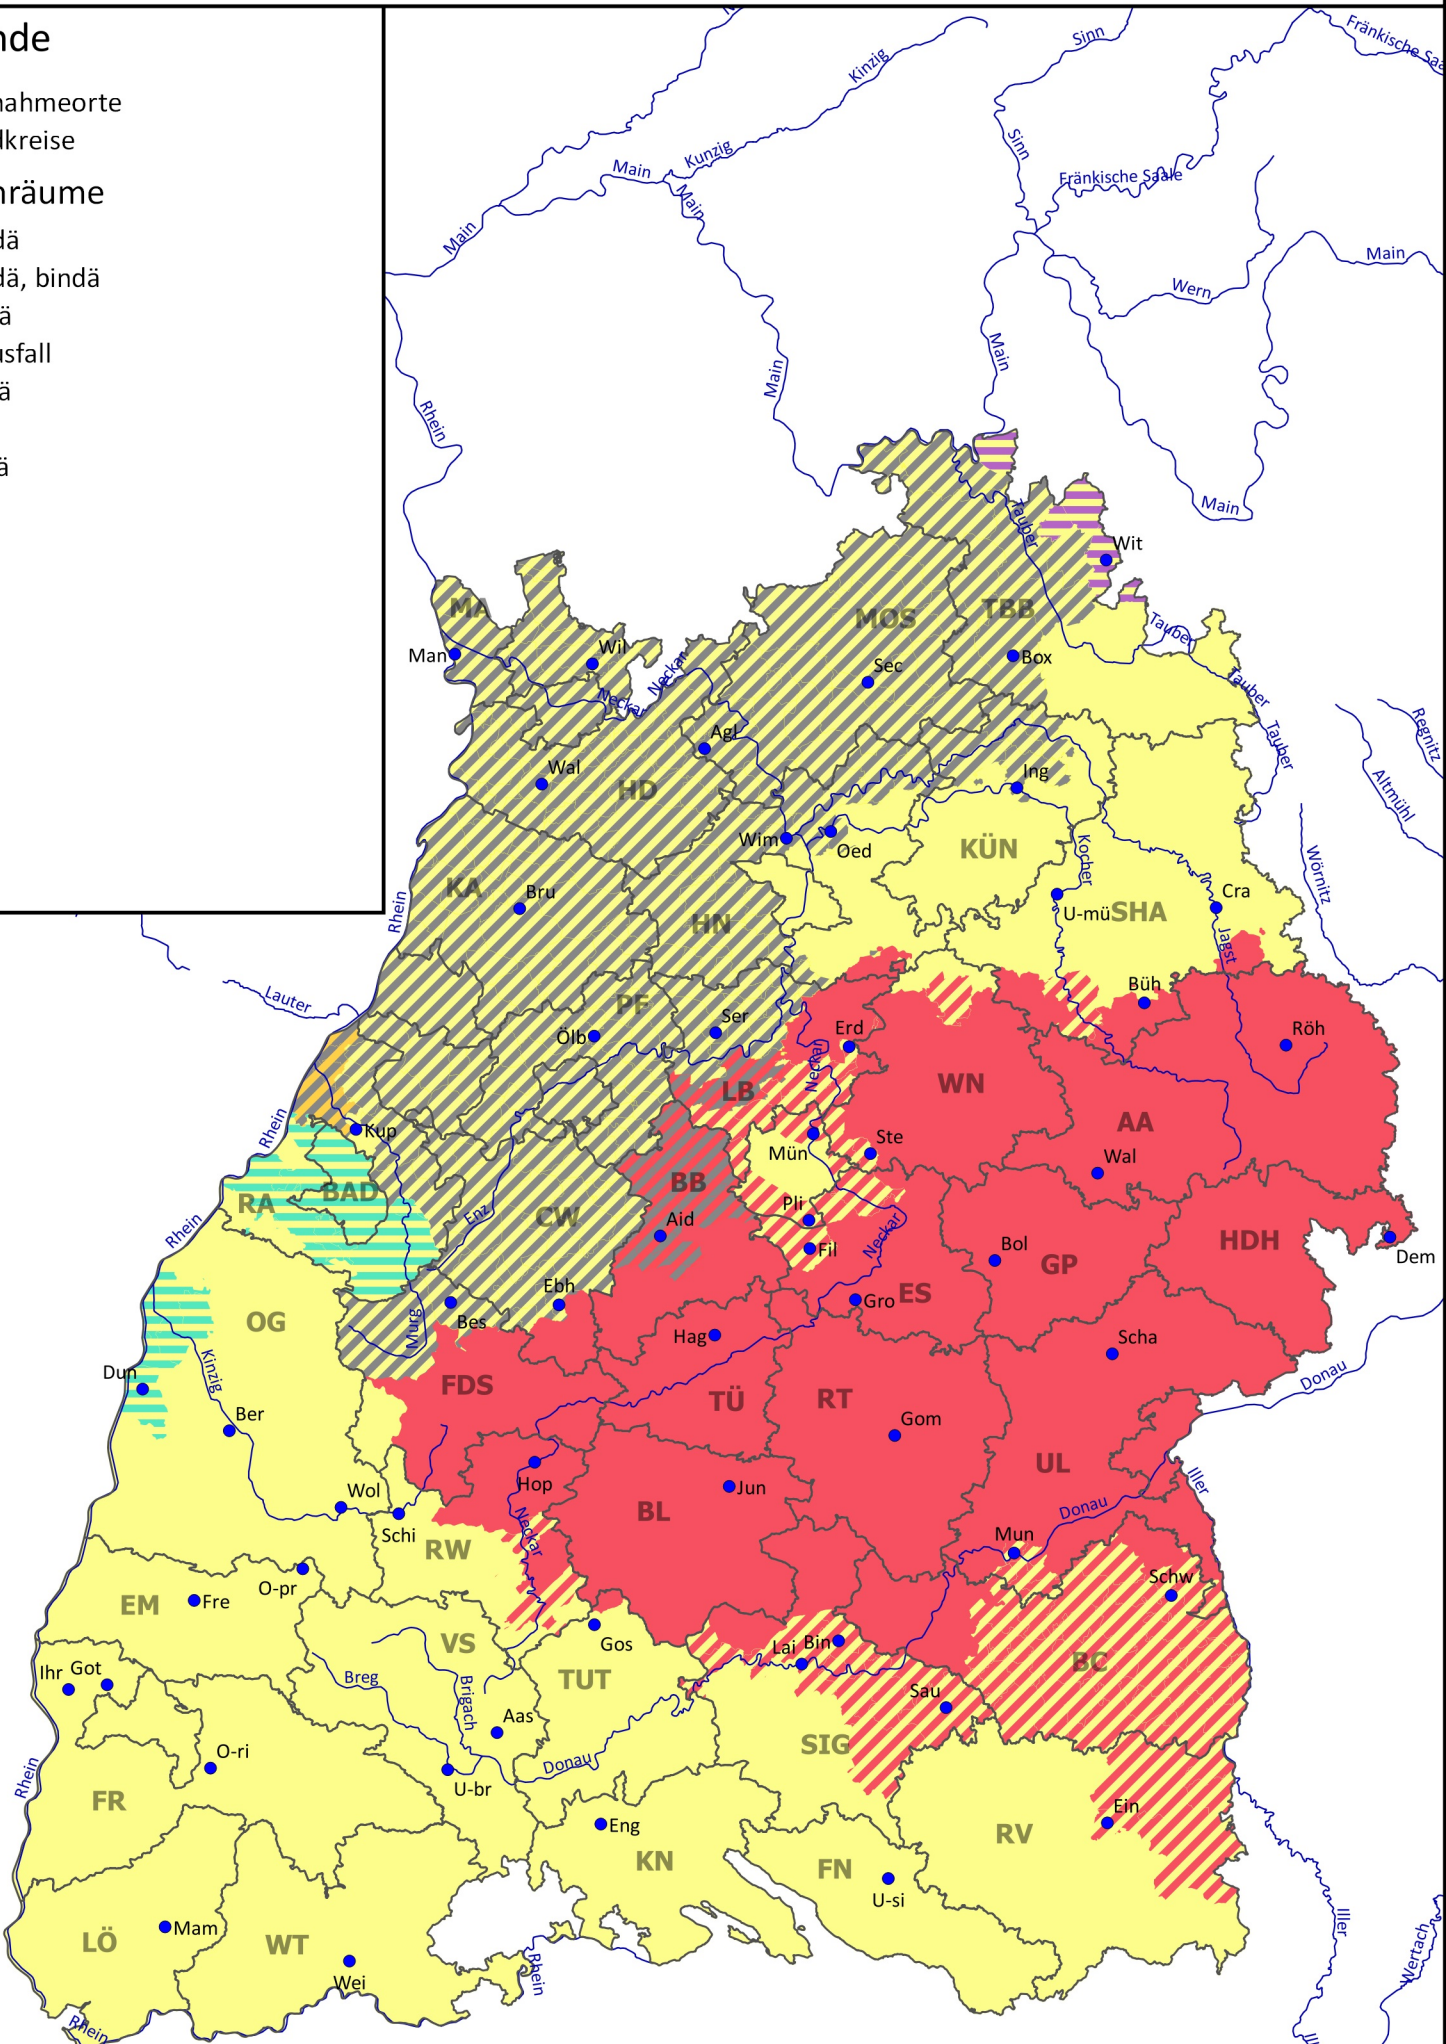 nde
nahmeorte
dkreise
nräume
dä
dä, bindä
ä
usfall
ä
ä
Sinn
Fränkische Saa
Kinzig
Sinn
Kunzig
Main
Main
Fränkische Saale
Main
Main
Wern
Main
Main
Rhein
Main
Tauber
Wit
MA
MOS
TBB
Tauber
Man
Wil
Neckar
Sec
Box
Neckar
Tauber
Regnitz
Agl
Tauber
Wal
HD
Ing
Altmühl
Wim
Oed
KÜN
Kocher
Wörnitz
KA
Bru
Rhein
HN
U-mü
SHA
Cra
Jagst
Lauter
PF
Büh
Ölb
Ser
Erd
Röh
Neckar
LB
WN
AA
Rhein
Kup
Mün
Ste
Wal
RA
BAD
BB
Pli
Enz
CW
Aid
Rhein
Fil
Neckar
Bol
GP
HDH
Dem
Ebh
ES
OG
Bes
Murg
Gro
Hag
Scha
Dun
Kinzig
FDS
TÜ
RT
Donau
Ber
Gom
UL
Hop
Jun
Iller
Wol
BL
Donau
Schi
Neckar
RW
Mun
O-pr
Schw
EM
Fre
VS
Gos
Lai
Bin
BC
Ihr
Got
Breg
Brigach
TUT
Sau
Aas
O-ri
SIG
Rhein
Donau
U-br
FR
Eng
Ein
RV
KN
FN
U-si
Mam
LÖ
WT
Iller
Wei
Rhein
Wertach
Rhein